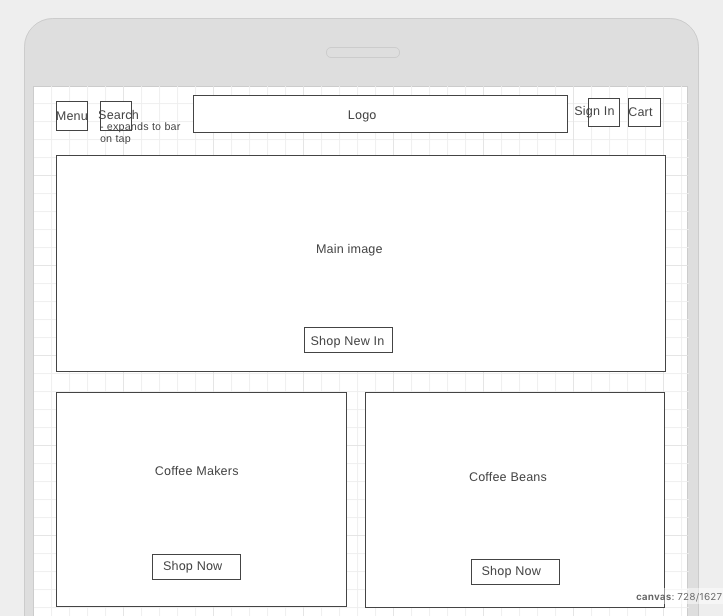 Menu
Search
- expands to bar
on tap
Logo
Sign In
Cart
Main image
Shop New In
Coffee Makers
Coffee Beans
Shop Now
Shop Now
canvas: 728/1627